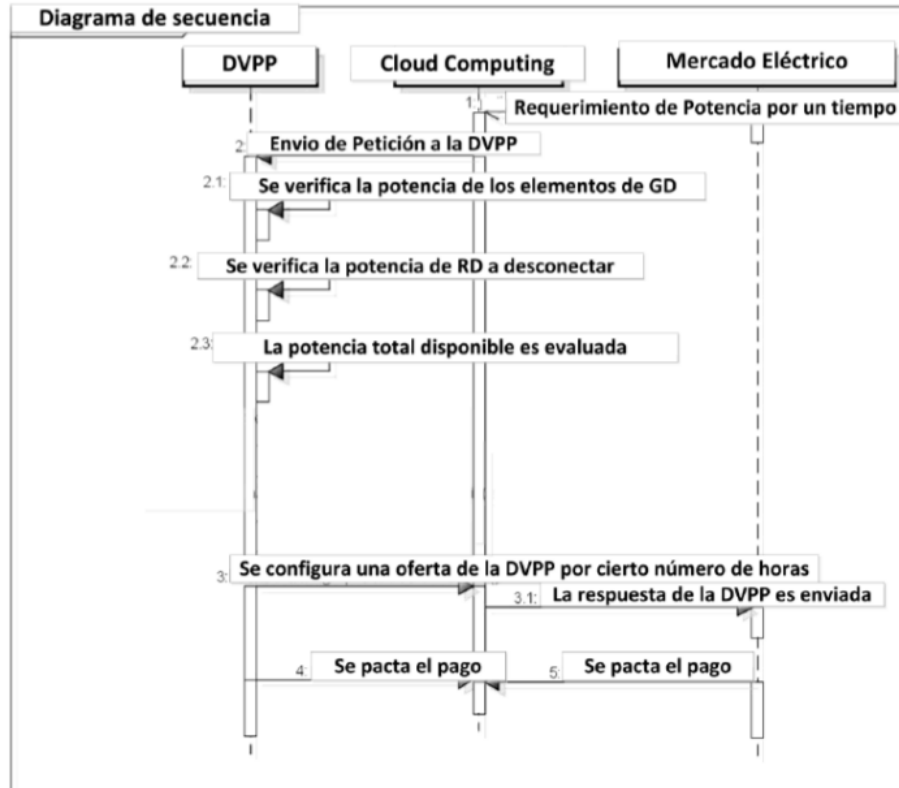 Diagrama de secuencia
DVPP
Cloud Computing
Mercado Eléctrico
1:
Requerimiento de Potencia por un tiempo
2:
Envio de Petición a la DVPP
2.1:
Se verifica la potencia de los elementos de GD
2.2:
Se verifica la potencia de RD a desconectar
2.3:
La potencia total disponible es evaluada
3:
Se configura una oferta de la DVPP por cierto número de horas
3.1:
La respuesta de la DVPP es enviada
4:
Se pacta el pago
5:
Se pacta el pago